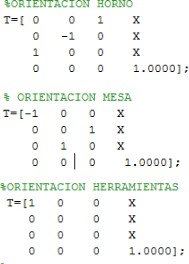 %ORIENTACION HORNO
T=[ 0 0 1 X
0 -1 0 X
1 0 0 X
0 0 0 1.0000];
% ORIENTACION MESA
T=[-1 0 0 X
0 0 1 X
0 1 0 X
0 0 0 1.0000];
%ORIENTACION HERRAMIENTAS
T=[1 0 0 X
0 0 0 X
0 0 0 X
0 0 0 1.0000];